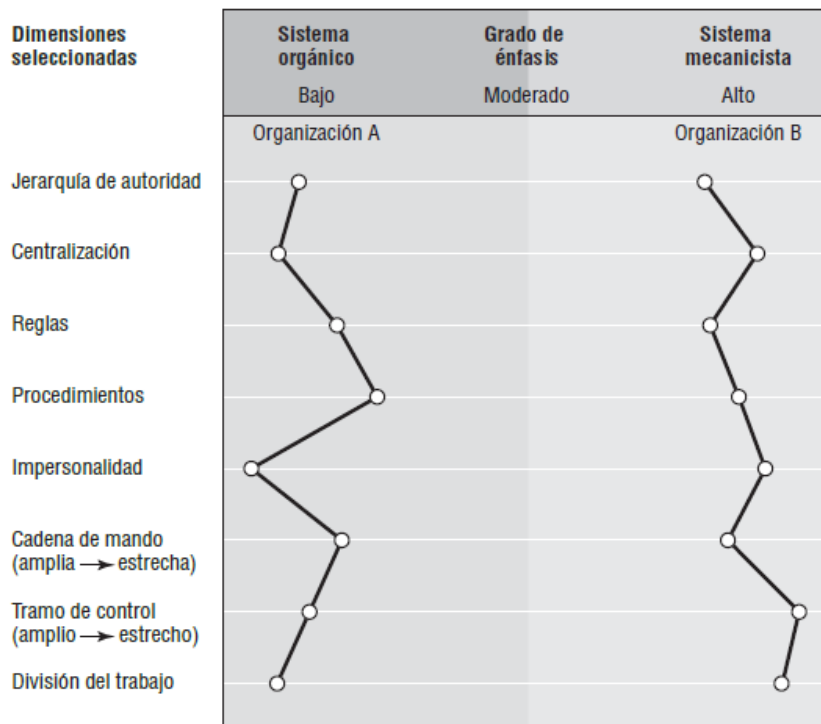 Dimensiones
seleccionadas
Sistema
orgánico
Grado de
énfasis
Sistema
mecanicista
Bajo
Moderado
Alto
Organización A
Organización B
Jerarquía de autoridad
Centralización
Reglas
Procedimientos
Impersonalidad
Cadena de mando
(amplia → estrecha)
Tramo de control
(amplio → estrecho)
División del trabajo